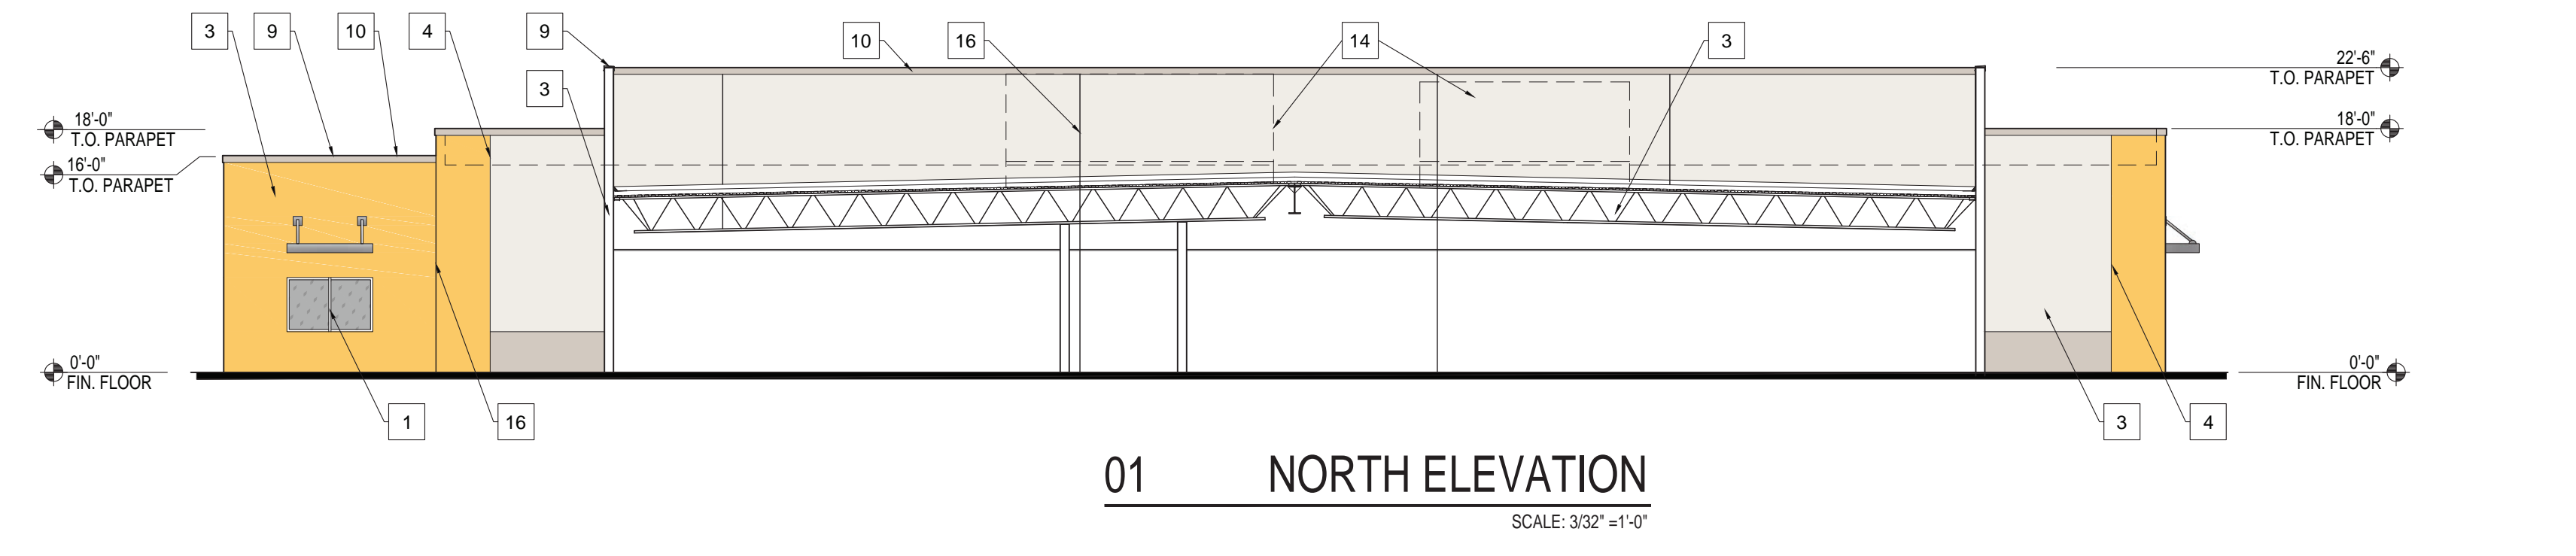 3
9
10
4
9
10
16
14
3
3
22'-6"
T.O. PARAPET
18'-0"
T.O. PARAPET
18'-0"
T.O. PARAPET
16'-0"
T.O. PARAPET
0'-0"
FIN. FLOOR
0'-0"
FIN. FLOOR
1
16
3
4
01 NORTH ELEVATION
SCALE: 3/32" =1'-0"